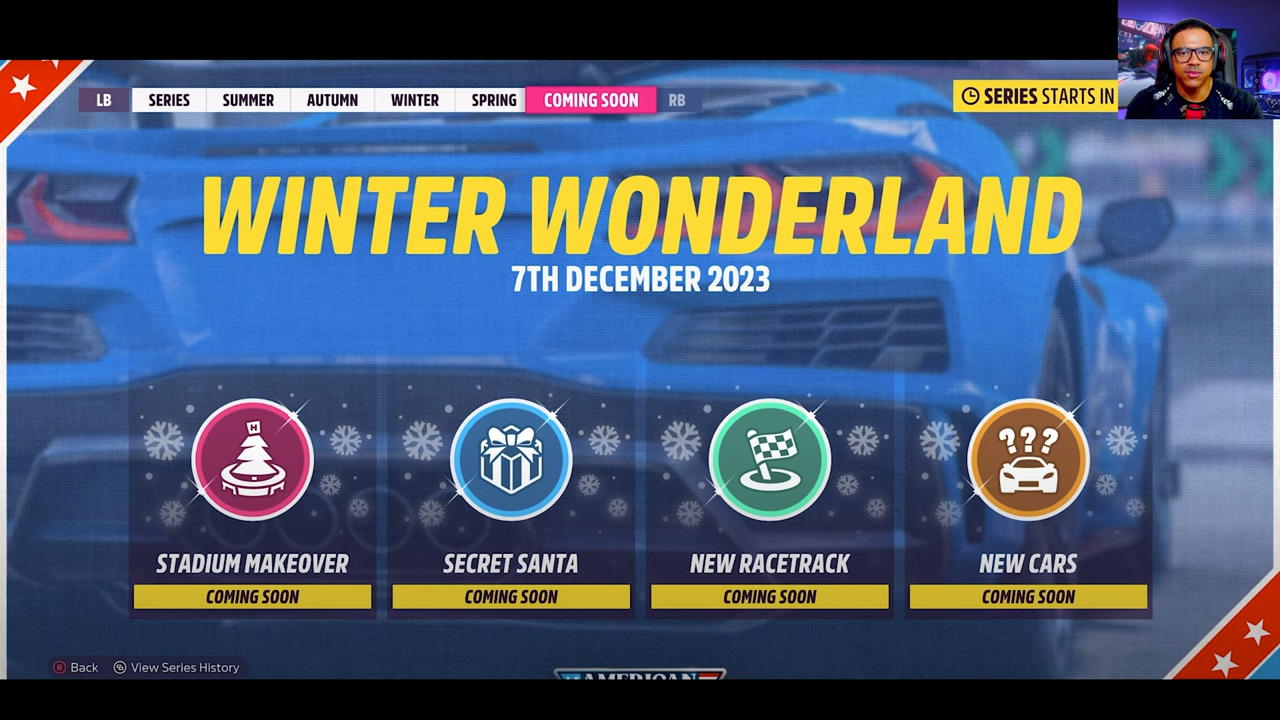 LB SERIES SUMMER AUTUMN WINTER SPRING COMING SOON RB
SERIES STARTS IN
WINTER WONDERLAND
7TH DECEMBER 2023
H
???
STADIUM MAKEOVER SECRET SANTA NEW RACETRACK NEW CARS
COMING SOON COMING SOON COMING SOON COMING SOON
B Back View Series History
AMERICAN